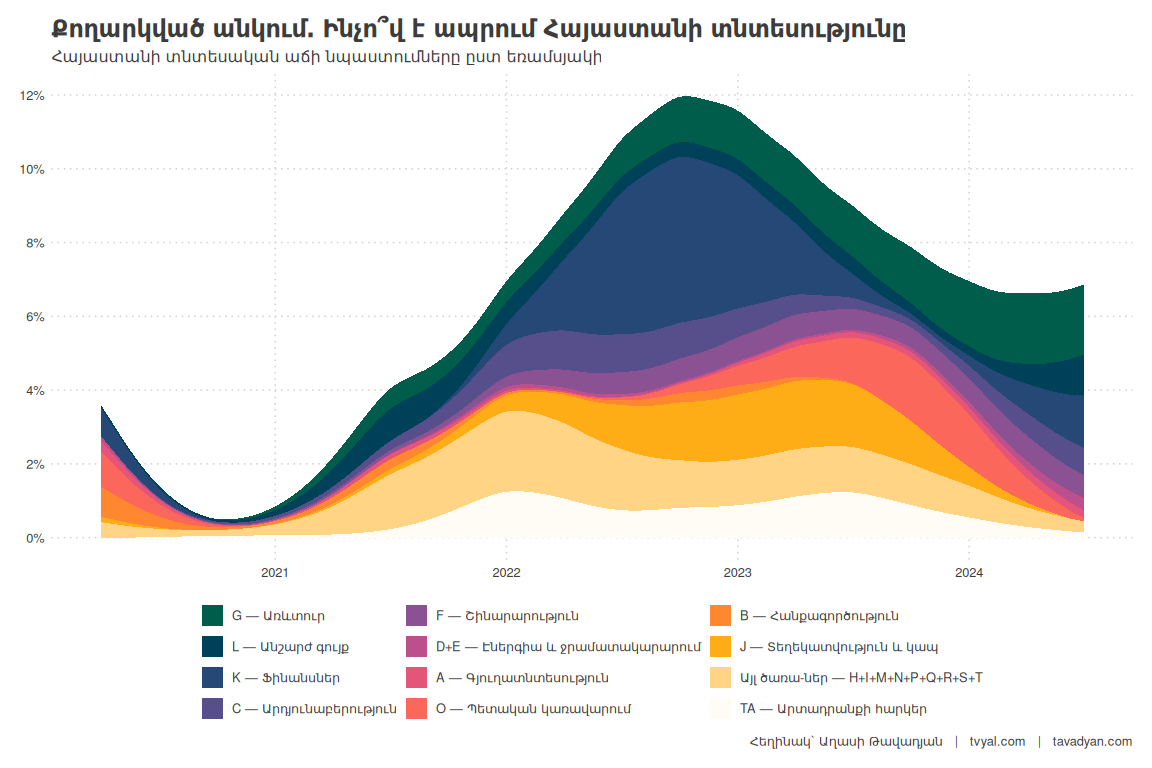 Քողարկված անկում. Ինչո՞վ է ապրում Հայաստանի տնտեսությունը
Հայաստանի տնտեսական աճի նպաստումները ըստ եռամսյակի
12%
10%
8%
6%
4%
2%
0%
2021
2022
2023
2024
G — Առևտուր
L — Անշարժ գույք
K — Ֆինանսներ
C — Արդյունաբերություն
F — Շինարարություն
D+E — Էներգիա և ջրամատակարարում
A — Գյուղատնտեսություն
O — Պետական կառավարում
B — Հանքագործություն
J — Տեղեկատվություն և կապ
Այլ ծառա-ներ — H+I+M+N+P+Q+R+S+T
TA — Արտադրանքի հարկեր
Հեղինակ՝ Աղասի Թավադյան | tvyal.com | tavadyan.com